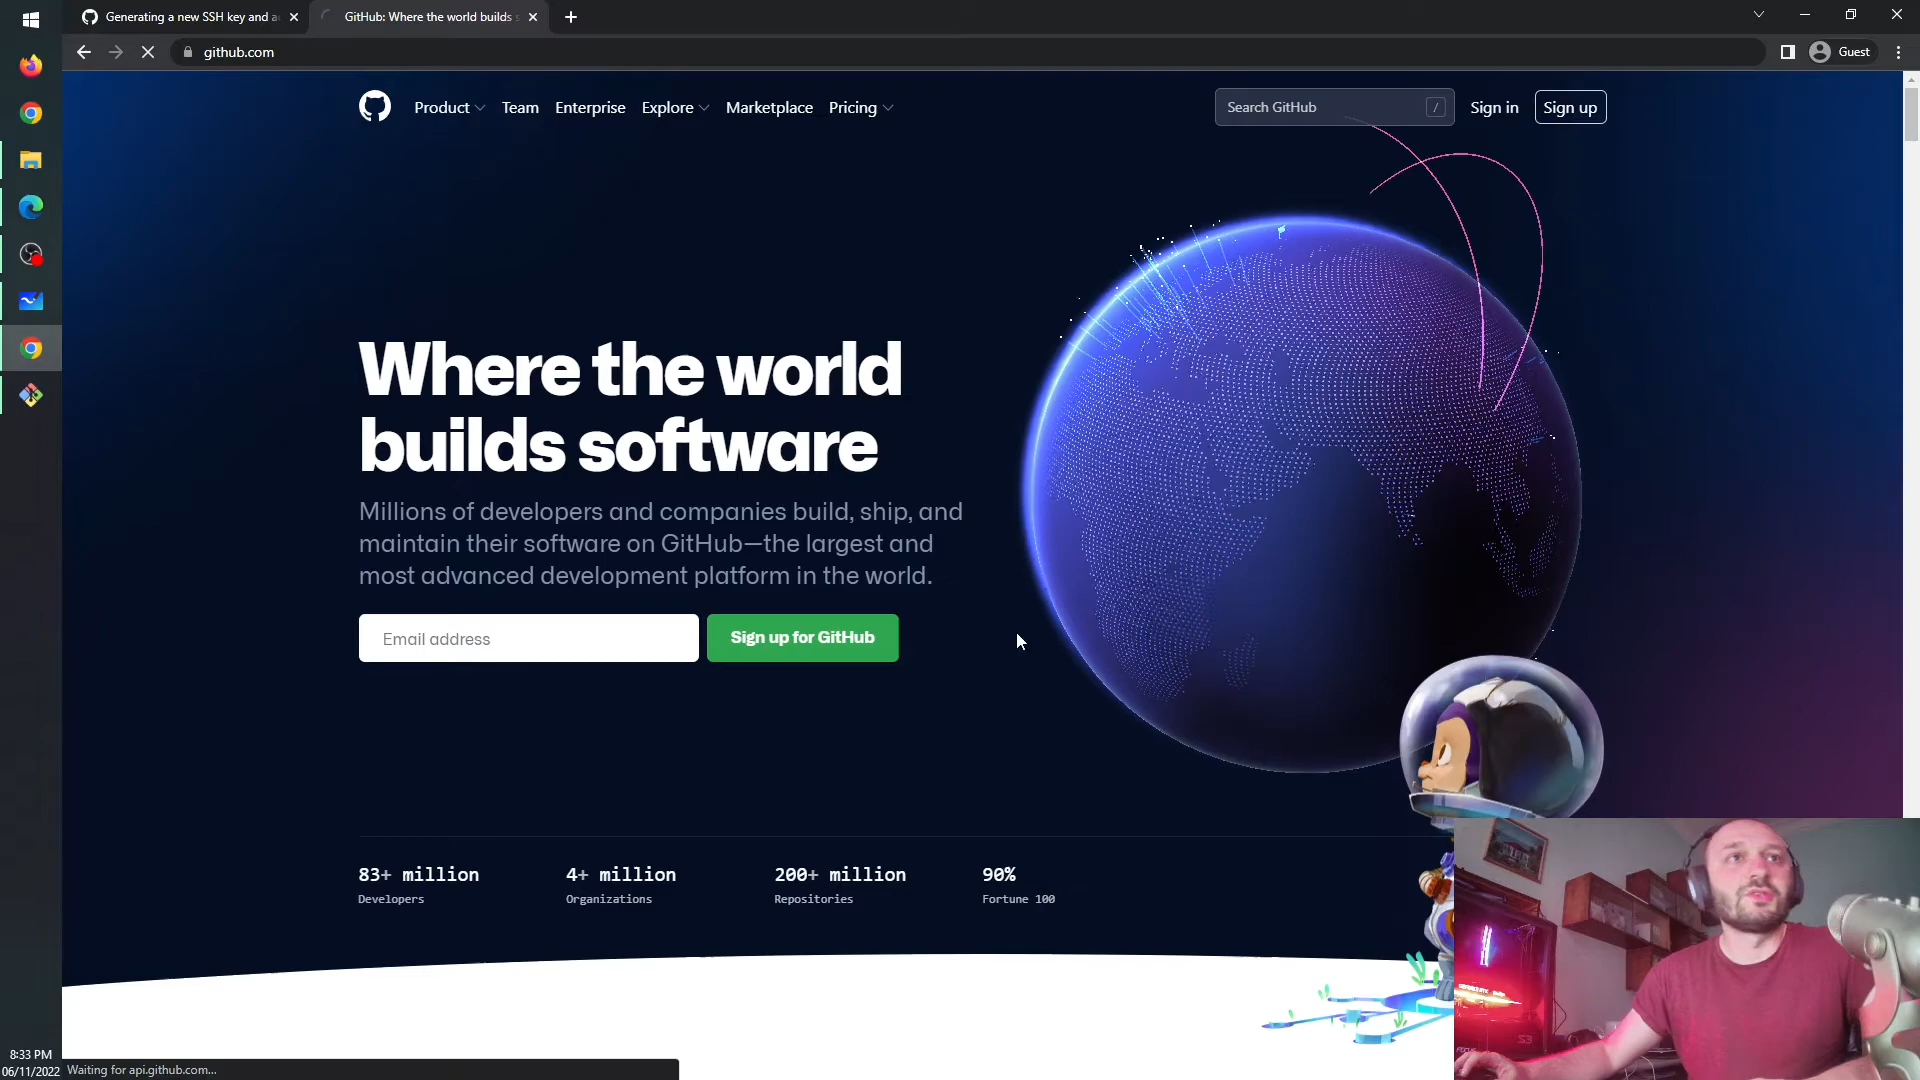 Generating a new SSH key and a
GitHub: Where the world builds s
github.com
Guest
Product
Team
Enterprise
Explore
Marketplace
Pricing
Search GitHub
/
Sign in
Sign up
Where the world
builds software
Millions of developers and companies build, ship, and
maintain their software on GitHub—the largest and
most advanced development platform in the world.
Email address
Sign up for GitHub
83+ million
Developers
4+ million
Organizations
200+ million
Repositories
90%
Fortune 100
8:33 PM
06/11/2022
Waiting for api.github.com...